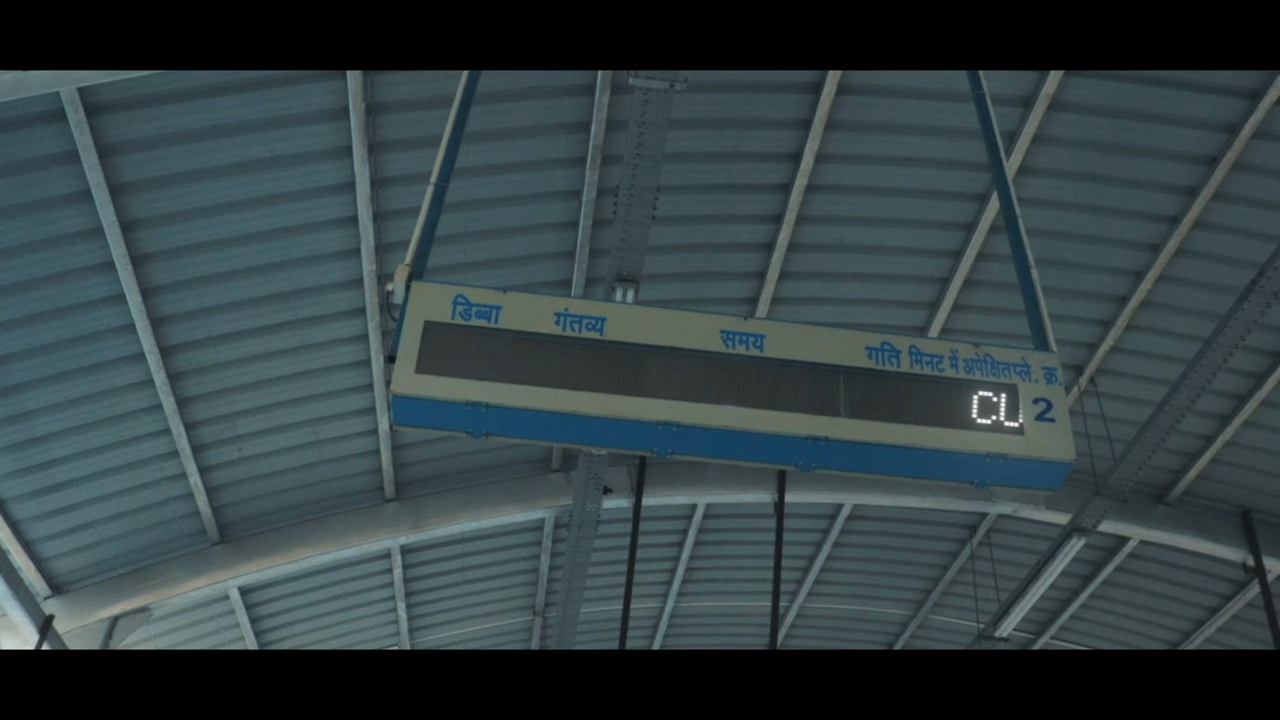 डिब्बा गंतव्य समय गति मिनट में अपेक्षित प्ले. क्र.
CL 2